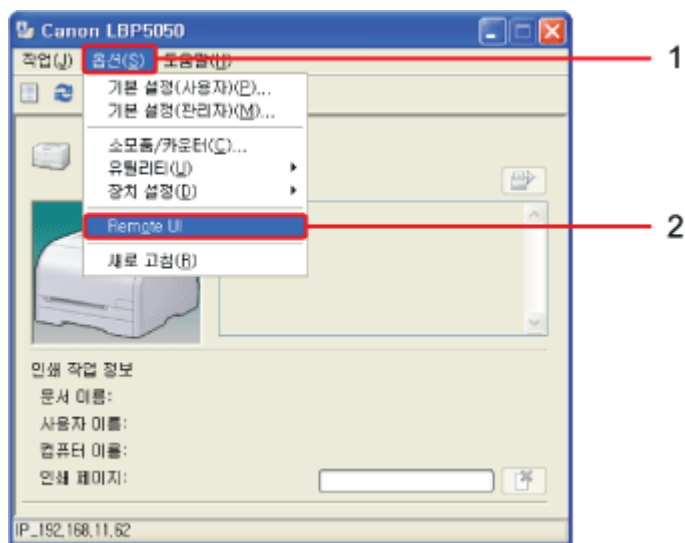 Canon LBP5050
작업(J) 옵션(S) 도움말(H)
1
기본 설정(사용자)(P)...
기본 설정(관리자)(M)...
소모품/카운터(C)...
유틸리티(U)
장치 설정(D)
Remote UI
2
새로 고침(R)
인쇄 작업 정보
문서 이름:
사용자 이름:
컴퓨터 이름:
인쇄 페이지:
IP_192,168,11,62